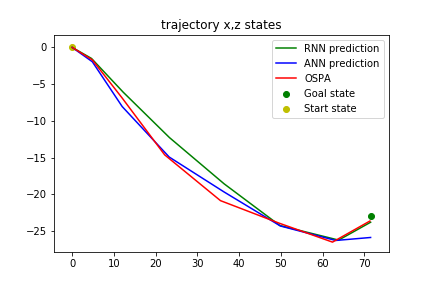 trajectory x,z states
RNN prediction
ANN prediction
OSPA
Goal state
Start state
0
−5
−10
−15
−20
−25
0 10 20 30 40 50 60 70